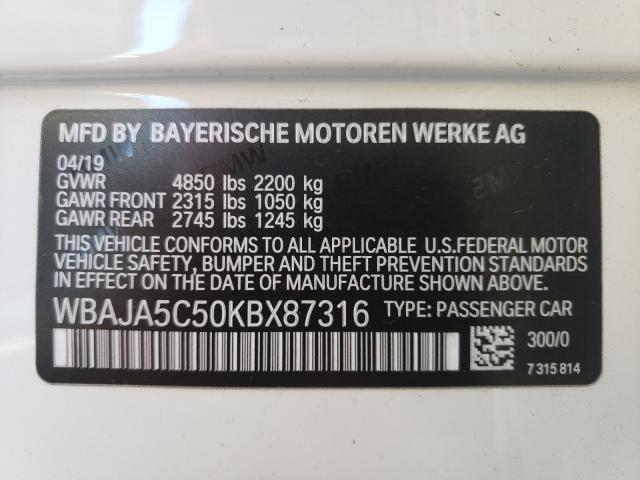 MFD BY BAYERISCHE MOTOREN WERKE AG
04/19
GVWR 4850 lbs 2200 kg
GAWR FRONT 2315 lbs 1050 kg
GAWR REAR 2745 lbs 1245 kg
THIS VEHICLE CONFORMS TO ALL APPLICABLE U.S.FEDERAL MOTOR
VEHICLE SAFETY, BUMPER AND THEFT PREVENTION STANDARDS
IN EFFECT ON THE DATE OF MANUFACTURE SHOWN ABOVE.
WBAJA5C50KBX87316 TYPE: PASSENGER CAR
300/0
7 315 814